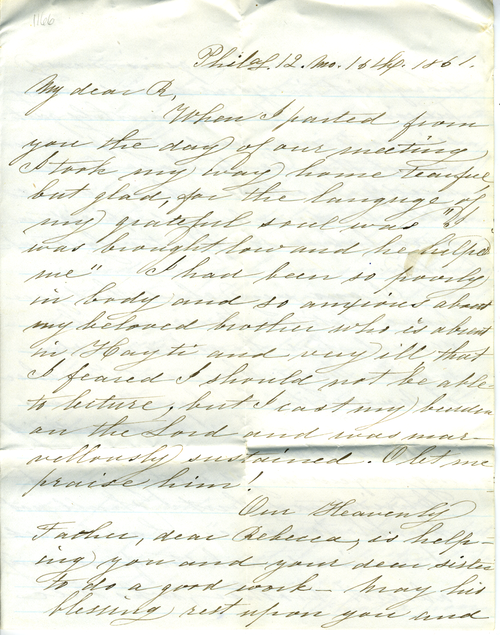 1166
Philad. 12. mo. 16th. 1861.
My dear R,
When I parted from
you the day of our meeting
I took my way home tearful
but glad, for the language of
my grateful soul was "I
was brought low and he helped
me" I had been so poorly
in body and so anxious about
my beloved brother who is absent
in Hayti and very ill that
I feared I should not be able
to lecture, but I cast my burden
on the Lord and was mar-
vellously sustained. O let me
praise him!
Our Heavenly
Father, dear Rebecca, is help-
ing you and your dear sister
to do a good work - may his
blessing rest upon you and